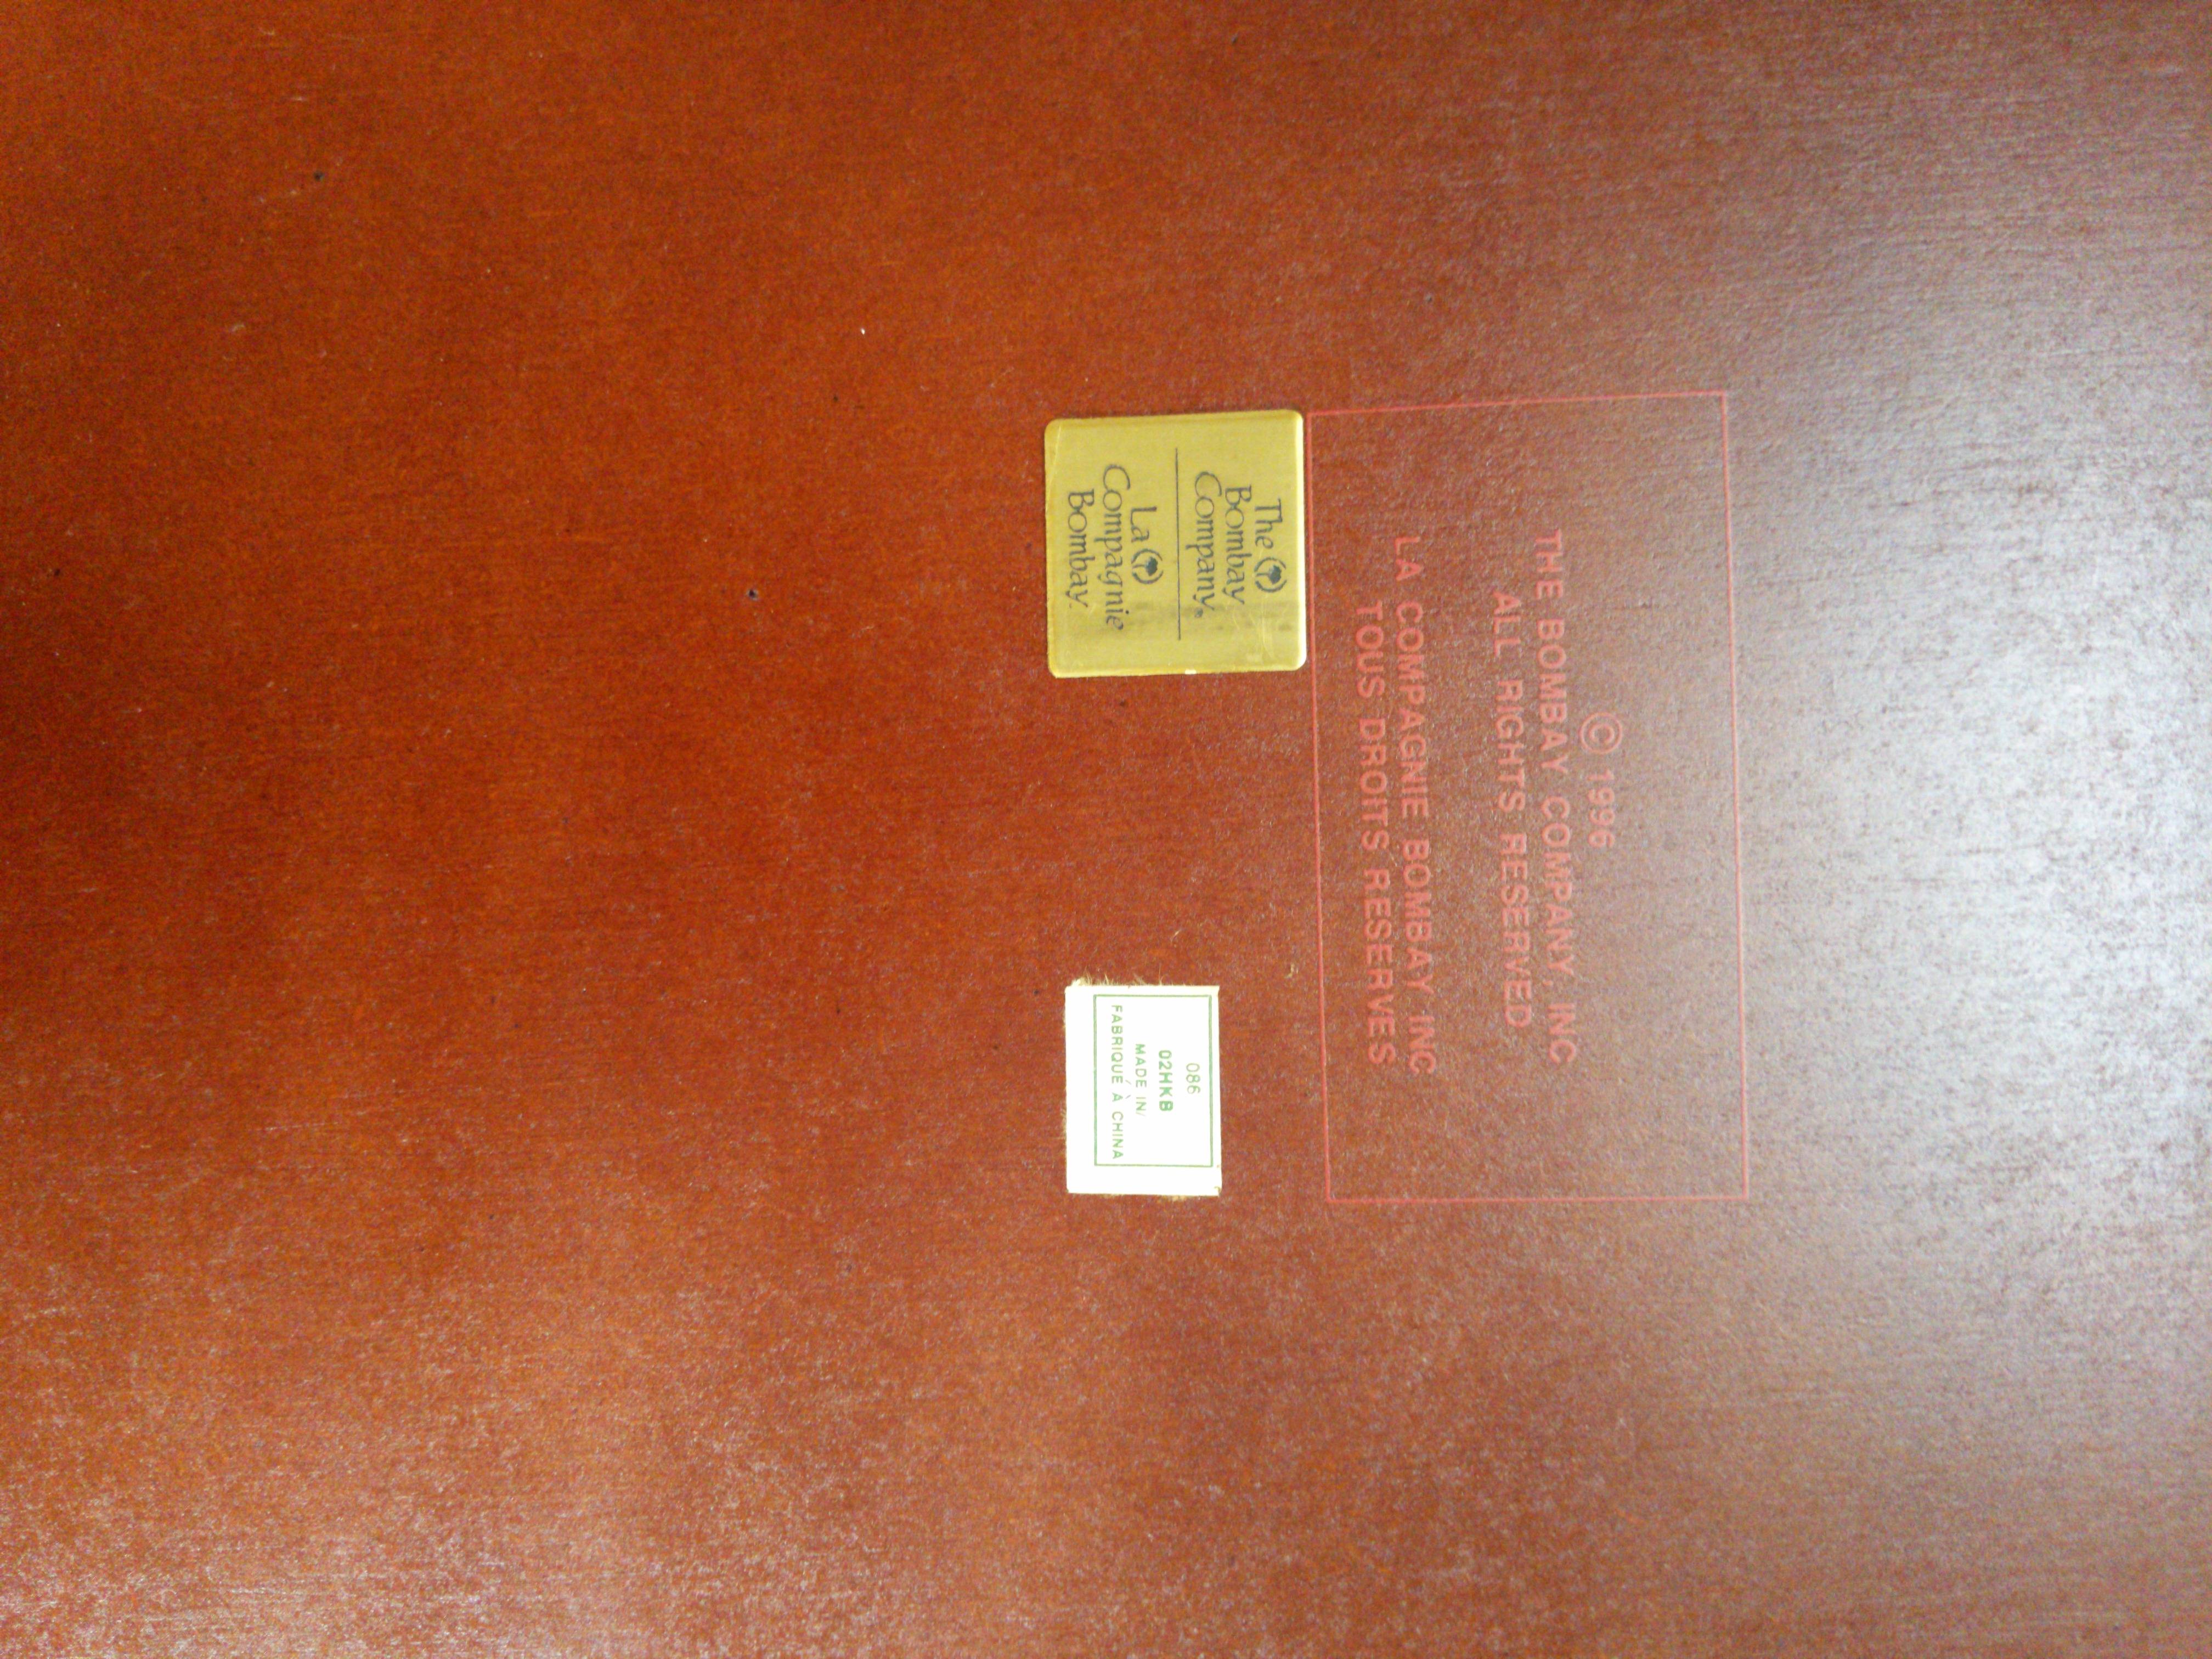 © 1996
THE BOMBAY COMPANY, INC
ALL RIGHTS RESERVED
LA COMPAGNIE BOMBAY INC
TOUS DROITS RESERVES
The
Bombay
Company®
La
Compagnie
Bombay
086
02HKB
MADE IN/
FABRIQUÉ À CHINA